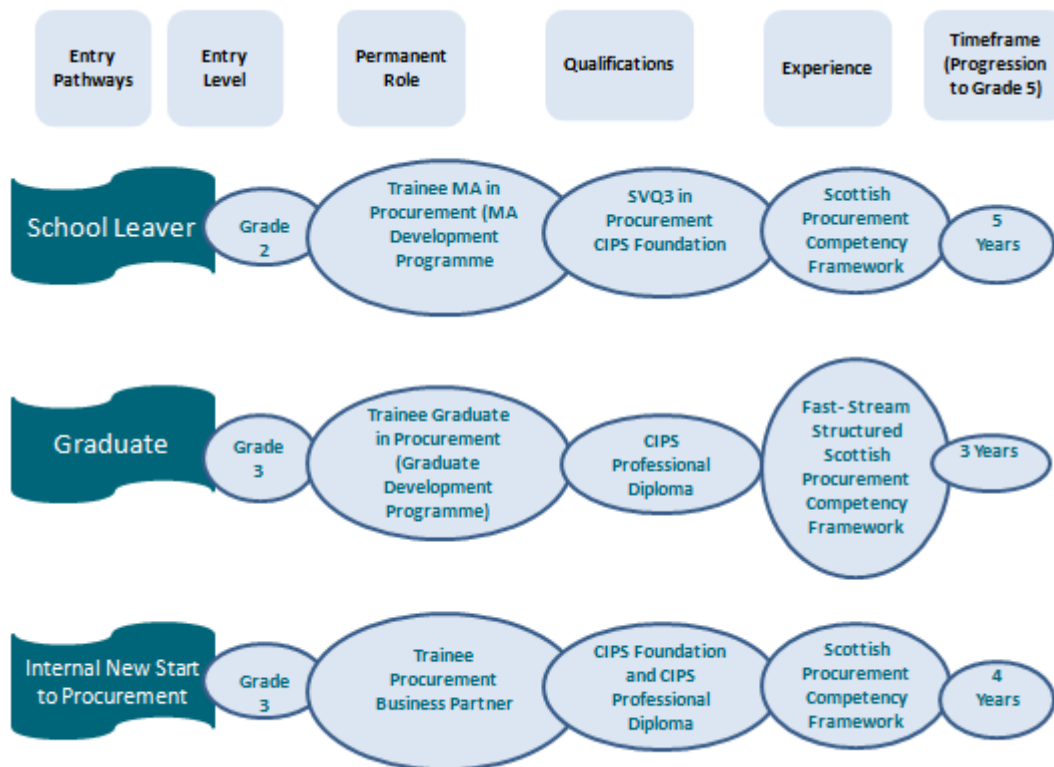 Entry
Pathways
Entry
Level
Permanent
Role
Qualifications
Experience
Timeframe
(Progression
to Grade 5)
School Leaver
Grade
2
Trainee MA in
Procurement (MA
Development
Programme
SVQ3 in
Procurement
CIPS Foundation
Scottish
Procurement
Competency
Framework
5
Years
Graduate
Grade
3
Trainee Graduate
in Procurement
(Graduate
Development
Programme)
CIPS
Professional
Diploma
Fast- Stream
Structured
Scottish
Procurement
Competency
Framework
3 Years
Internal New Start
to Procurement
Grade
3
Trainee
Procurement
Business Partner
CIPS Foundation
and CIPS
Professional
Diploma
Scottish
Procurement
Competency
Framework
4
Years